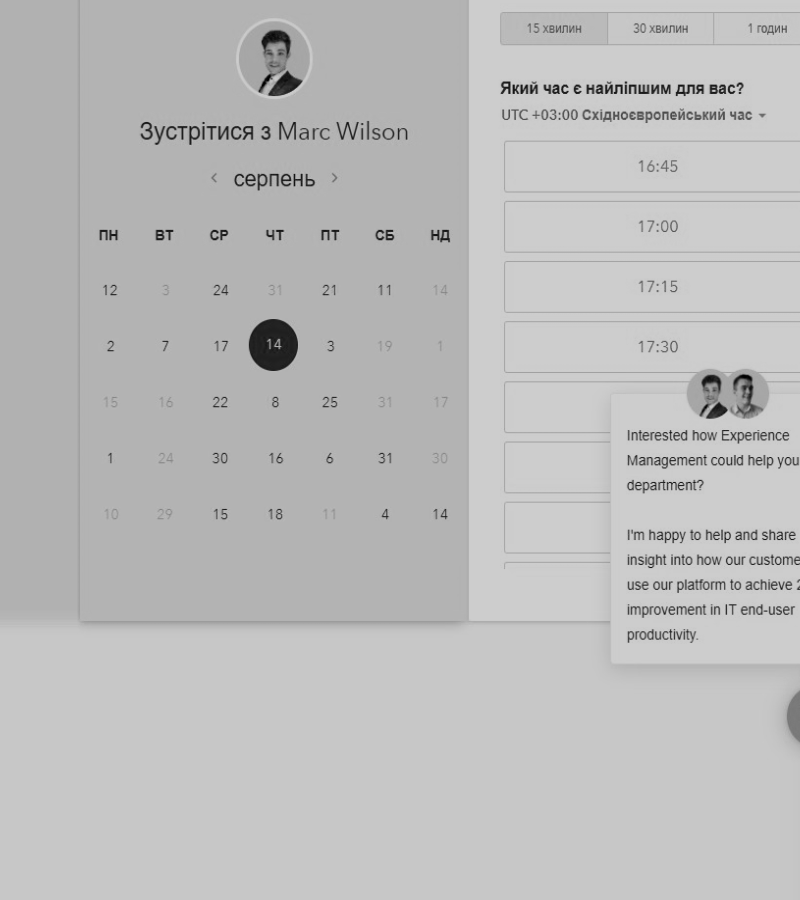 Зустрітися з Marc Wilson
серпень
ПН ВТ СР ЧТ ПТ СБ НД
12 3 24 31 21 11 14
2 7 17 14 3 19 1
15 16 22 8 25 31 17
1 24 30 16 6 31 30
10 29 15 18 11 4 14
15 хвилин 30 хвилин 1 годин
Який час є найліпшим для вас?
UTC +03:00 Східноєвропейський час
16:45
17:00
17:15
17:30
Interested how Experience
Management could help you
department?
I'm happy to help and share
insight into how our custome
use our platform to achieve 2
improvement in IT end-user
productivity.